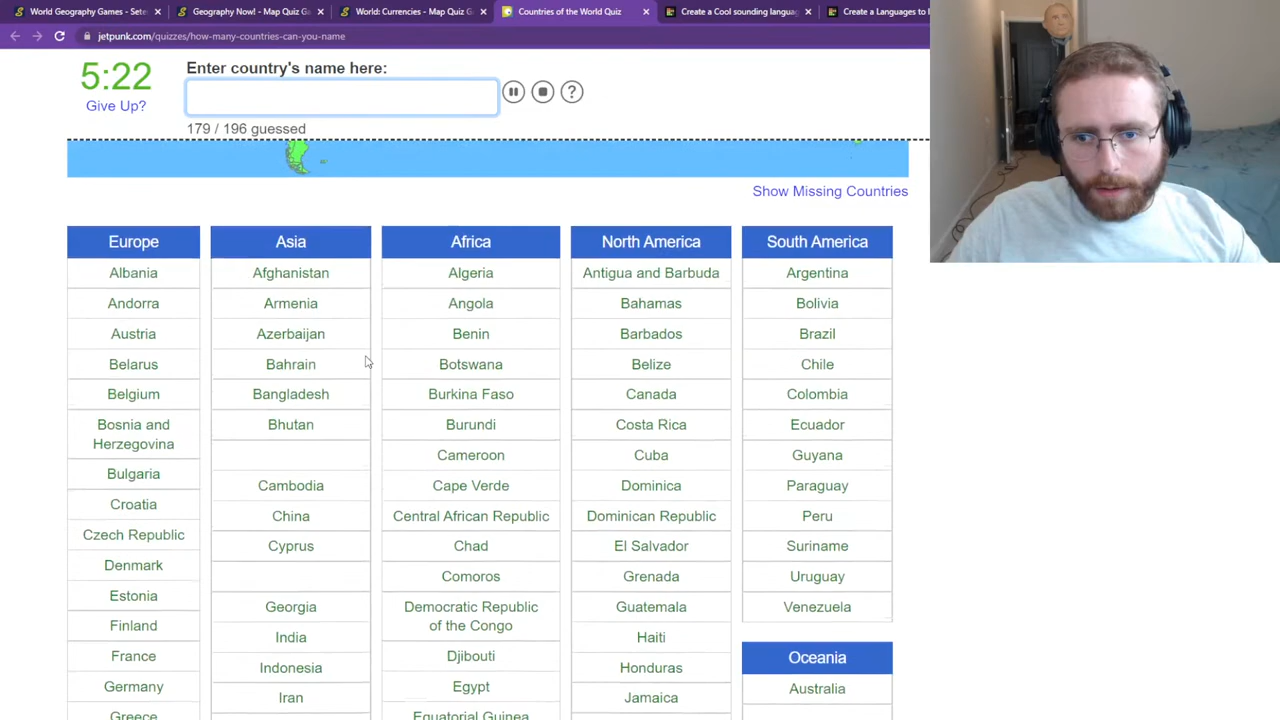 World Geography Games - Sete
Geography Now! - Map Quiz Ga
World: Currencies - Map Quiz G
Countries of the World Quiz
Create a Cool sounding languag
Create a Languages to
jetpunk.com/quizzes/how-many-countries-can-you-name
5:22
Give Up?
Enter country's name here:
179 / 196 guessed
Show Missing Countries
Europe
Albania
Andorra
Austria
Belarus
Belgium
Bosnia and
Herzegovina
Bulgaria
Croatia
Czech Republic
Denmark
Estonia
Finland
France
Germany
Greece
Asia
Afghanistan
Armenia
Azerbaijan
Bahrain
Bangladesh
Bhutan
Cambodia
China
Cyprus
Georgia
India
Indonesia
Iran
Africa
Algeria
Angola
Benin
Botswana
Burkina Faso
Burundi
Cameroon
Cape Verde
Central African Republic
Chad
Comoros
Democratic Republic
of the Congo
Djibouti
Egypt
Equatorial Guinea
North America
Antigua and Barbuda
Bahamas
Barbados
Belize
Canada
Costa Rica
Cuba
Dominica
Dominican Republic
El Salvador
Grenada
Guatemala
Haiti
Honduras
Jamaica
South America
Argentina
Bolivia
Brazil
Chile
Colombia
Ecuador
Guyana
Paraguay
Peru
Suriname
Uruguay
Venezuela
Oceania
Australia